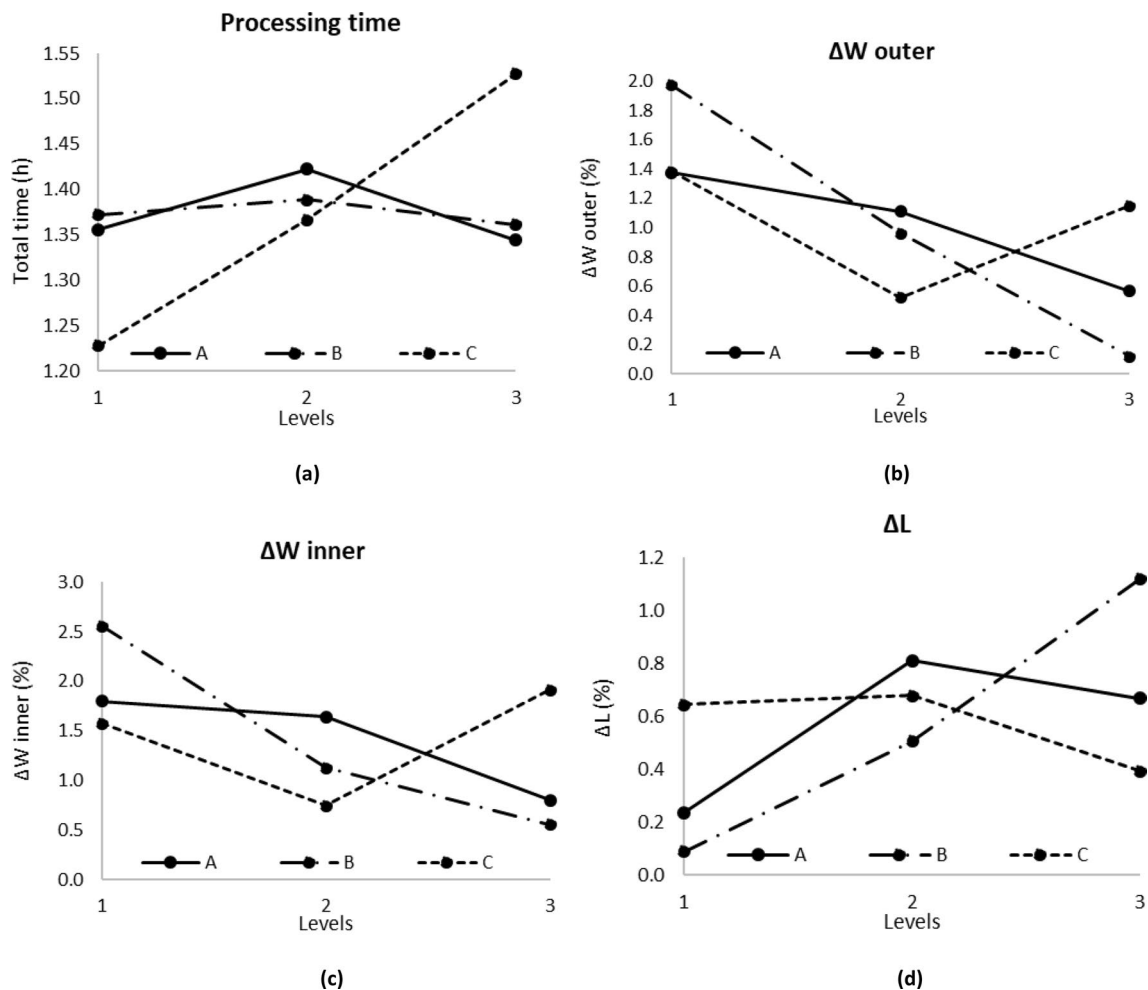 Processing time
1.55
1.50
1.45
1.40
1.35
1.30
1.25
1.20
Total time (h)
A B C
1 2 3
Levels
(a)
ΔW outer
2.0
1.8
1.6
1.4
1.2
1.0
0.8
0.6
0.4
0.2
0.0
ΔW outer (%)
A B C
1 2 3
Levels
(b)
ΔW inner
3.0
2.5
2.0
1.5
1.0
0.5
0.0
ΔW inner (%)
A B C
1 2 3
Levels
(c)
ΔL
1.2
1.0
0.8
0.6
0.4
0.2
0.0
ΔL (%)
A B C
1 2 3
Levels
(d)